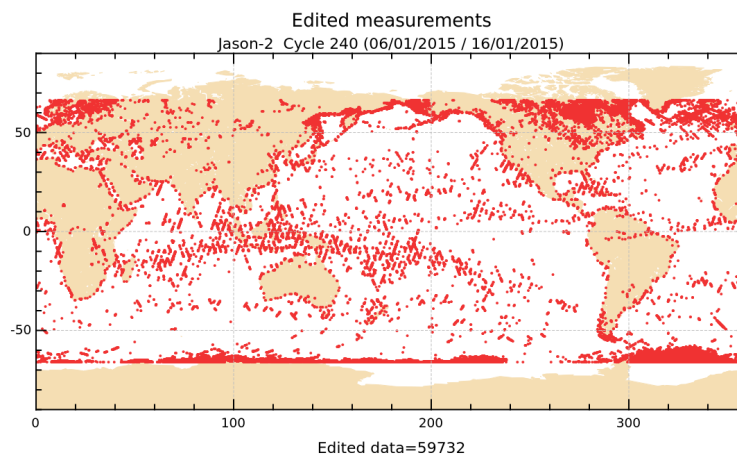 Edited measurements
Jason-2 Cycle 240 (06/01/2015 / 16/01/2015)
50
0
-50
0 100 200 300
Edited data=59732